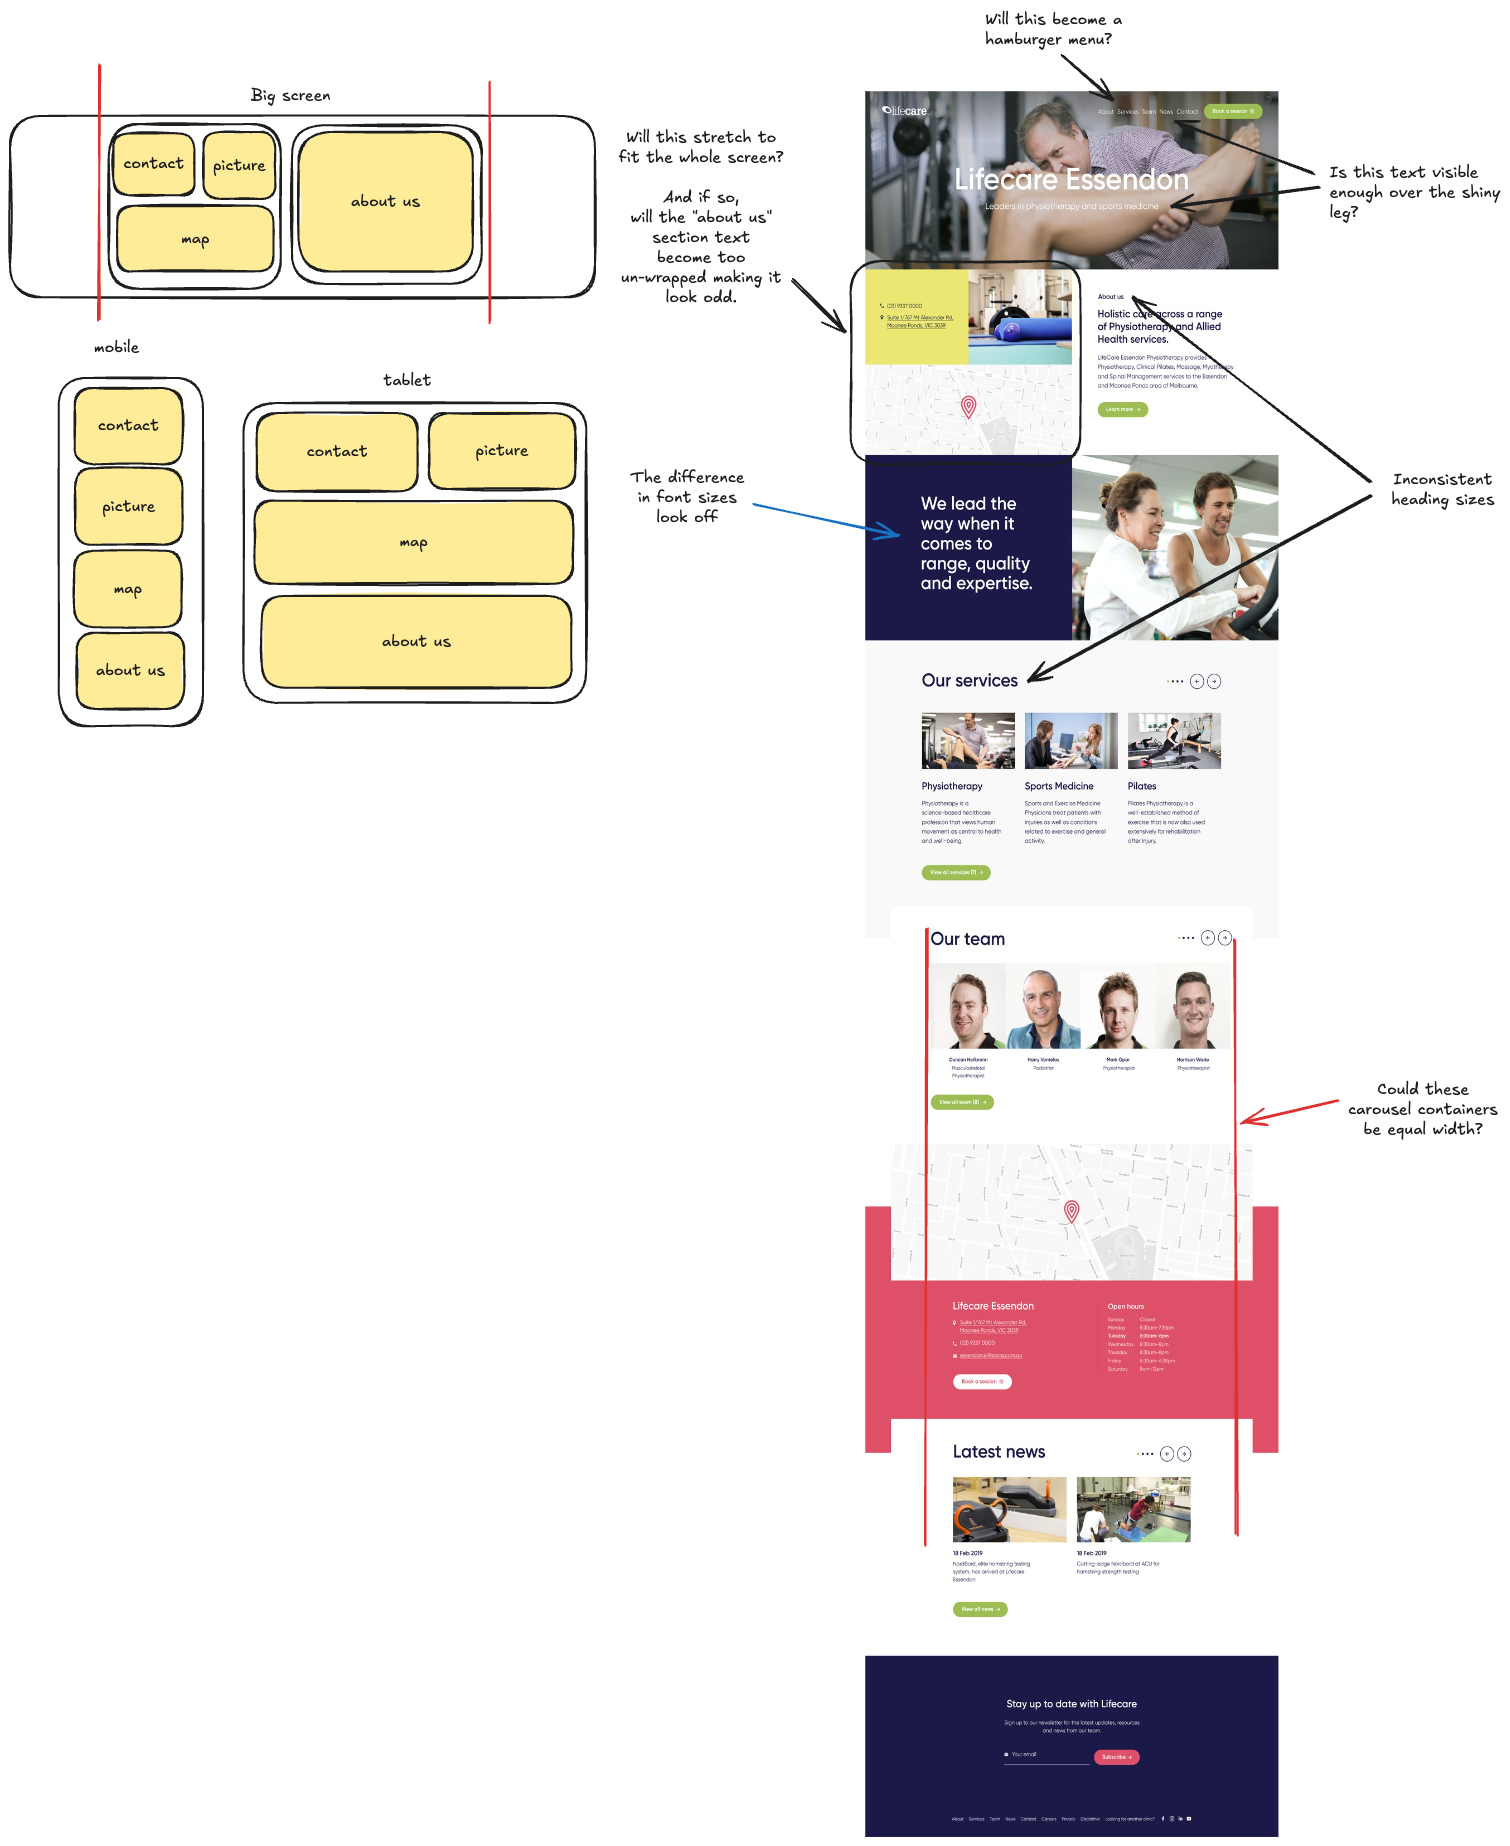 Will this become a
hamburger menu?
Big screen
contact
picture
map
about us
Will this stretch to
fit the whole screen?
And if so,
will the "about us"
section text
become too
un-wrapped making it
look odd.
mobile
contact
picture
map
about us
tablet
contact
picture
map
about us
The difference
in font sizes
look off
Is this text visible
enough over the shiny
leg?
Inconsistent
heading sizes
Could these
carousel containers
be equal width?
lifecare
About Services Team News Contact
Book a session
Lifecare Essendon
Leaders in physiotherapy and sports medicine
(03) 9337 0000
Suite 1/767 Mt Alexander Rd,
Moonee Ponds, VIC 3039
About us
Holistic care across a range
of Physiotherapy and Allied
Health services.
LifeCare Essendon Physiotherapy provides
Physiotherapy, Clinical Pilates, Massage, Myotherapy
and Spinal Management services to the Essendon
and Moonee Ponds area of Melbourne.
Learn more →
We lead the
way when it
comes to
range, quality
and expertise.
Our services
Physiotherapy
Physiotherapy is a
science-based healthcare
profession that views human
movement as central to health
and well-being.
Sports Medicine
Sports and Exercise Medicine
Physicians treat patients with
injuries as well as conditions
related to exercise and general
activity.
Pilates
Pilates Physiotherapy is a
well-established method of
exercise that is now also used
extensively for rehabilitation
after injury.
View all services (7) →
Our team
Duncan Heilbronn
Musculoskeletal
Physiotherapist
Harry Vontelas
Podiatrist
Mark Opar
Physiotherapist
Harrison Wade
Physiotherapist
View all team (8) →
Lifecare Essendon
Suite 1/767 Mt Alexander Rd,
Moonee Ponds, VIC 3039
(03) 9337 0000
essendon@lifecare.com.au
Book a session
Open hours
Sunday Closed
Monday 8:30am–7:30pm
Tuesday 8:30am–8pm
Wednesday 8:30am–8pm
Thursday 8:30am–8pm
Friday 8:30am–6:30pm
Saturday 8am–12pm
Latest news
18 Feb 2019
NordBord, elite hamstring testing
system, has arrived at Lifecare
Essendon
18 Feb 2019
Cutting-edge Nordbord at ACU for
hamstring strength testing
View all news →
Stay up to date with Lifecare
Sign up to our newsletter for the latest updates, resources
and news from our team.
Your email
Subscribe →
About Services Team News Contact Careers Privacy Disclaimer Looking for another clinic?